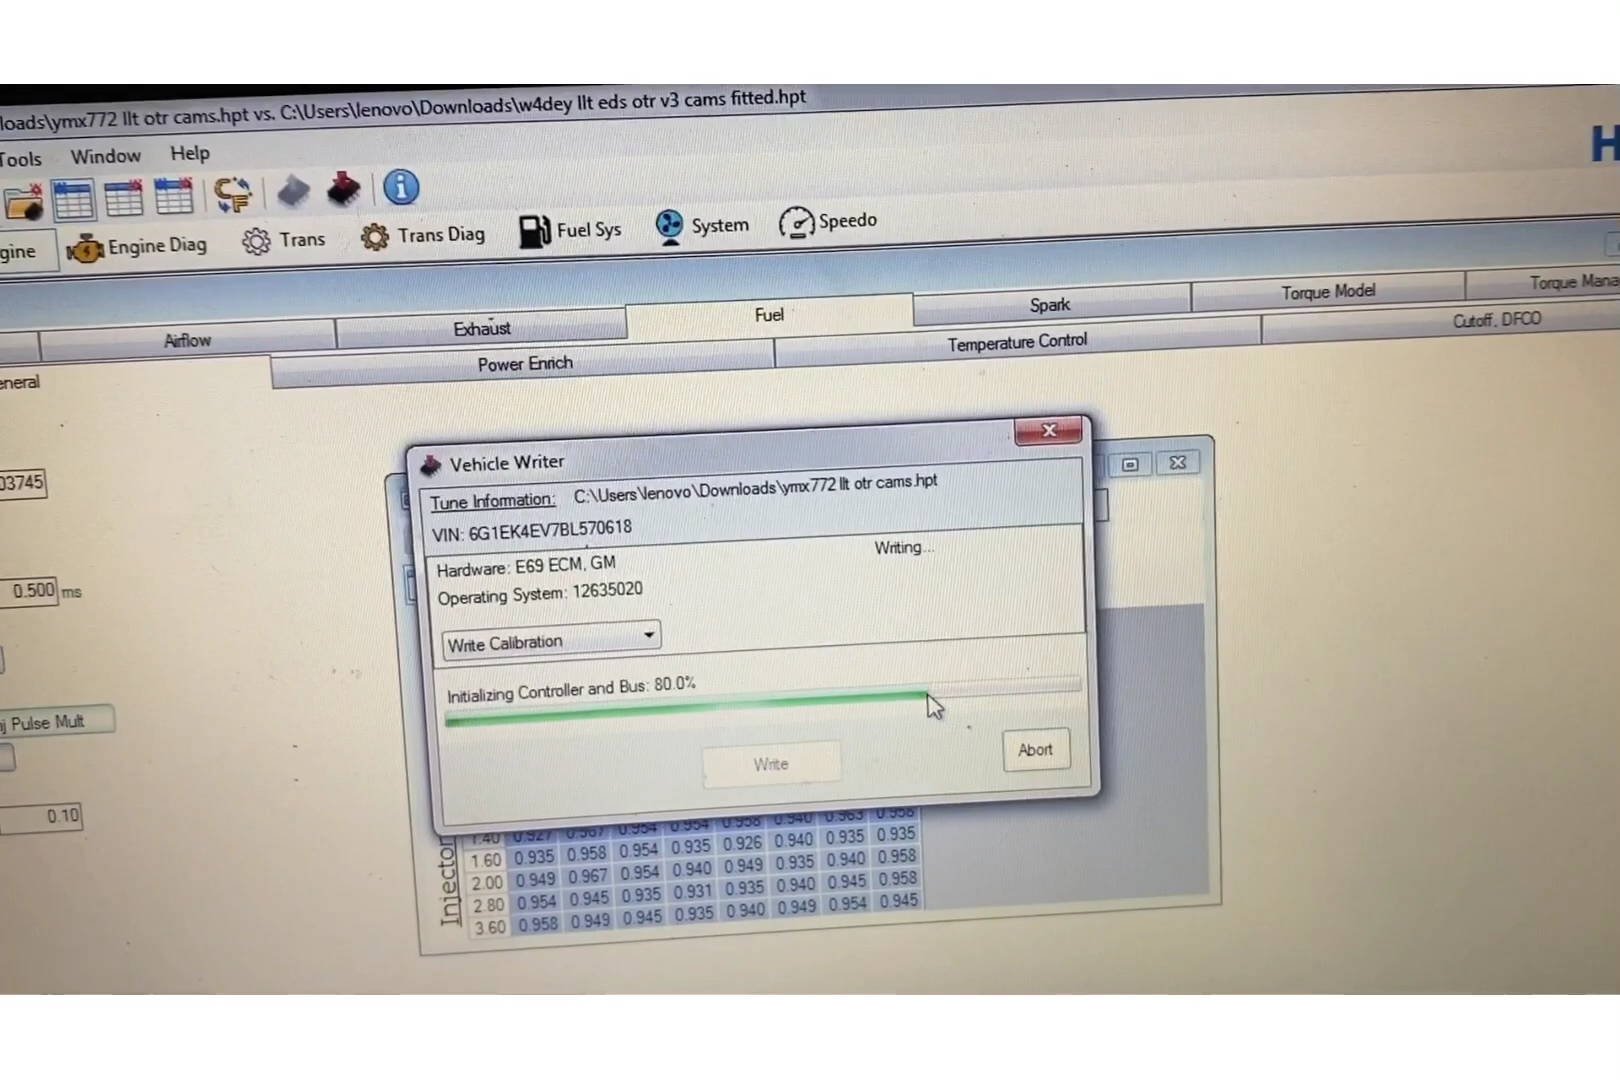 loads\ymx772 llt otr cams.hpt vs. C:\Users\lenovo\Downloads\w4dey llt eds otr v3 cams fitted.hpt
Tools Window Help
Engine Diag Trans Trans Diag Fuel Sys System Speedo
Airflow Exhaust Fuel Spark Torque Model Torque
Power Enrich Temperature Control Cutoff, DFCO
03745
0.500 ms
Pulse Mult
0.10
Vehicle Writer
Tune Information: C:\Users\lenovo\Downloads\ymx772 llt otr cams.hpt
VIN: 6G1EK4EV7BL570618
Writing...
Hardware: E69 ECM, GM
Operating System: 12635020
Write Calibration
Initializing Controller and Bus: 80.0%
Write Abort
Injector
1.60 0.935 0.958 0.954 0.935 0.926 0.940 0.935 0.935
2.00 0.949 0.967 0.954 0.940 0.949 0.935 0.940 0.958
2.80 0.954 0.945 0.935 0.931 0.935 0.940 0.945 0.958
3.60 0.958 0.949 0.945 0.935 0.940 0.949 0.954 0.945